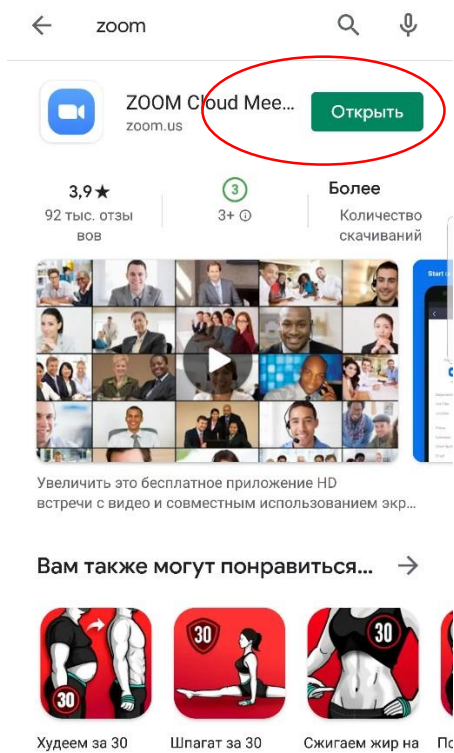 zoom
ZOOM Cloud Mee...
zoom.us
Открыть
3,9★
92 тыс. отзы
вов
3
3+
Более
Количество
скачиваний
Start
Увеличить это бесплатное приложение HD
встречи с видео и совместным использованием экр...
Вам также могут понравиться...
30
30
30
Худеем за 30
Шпагат за 30
Сжигаем жир на
По